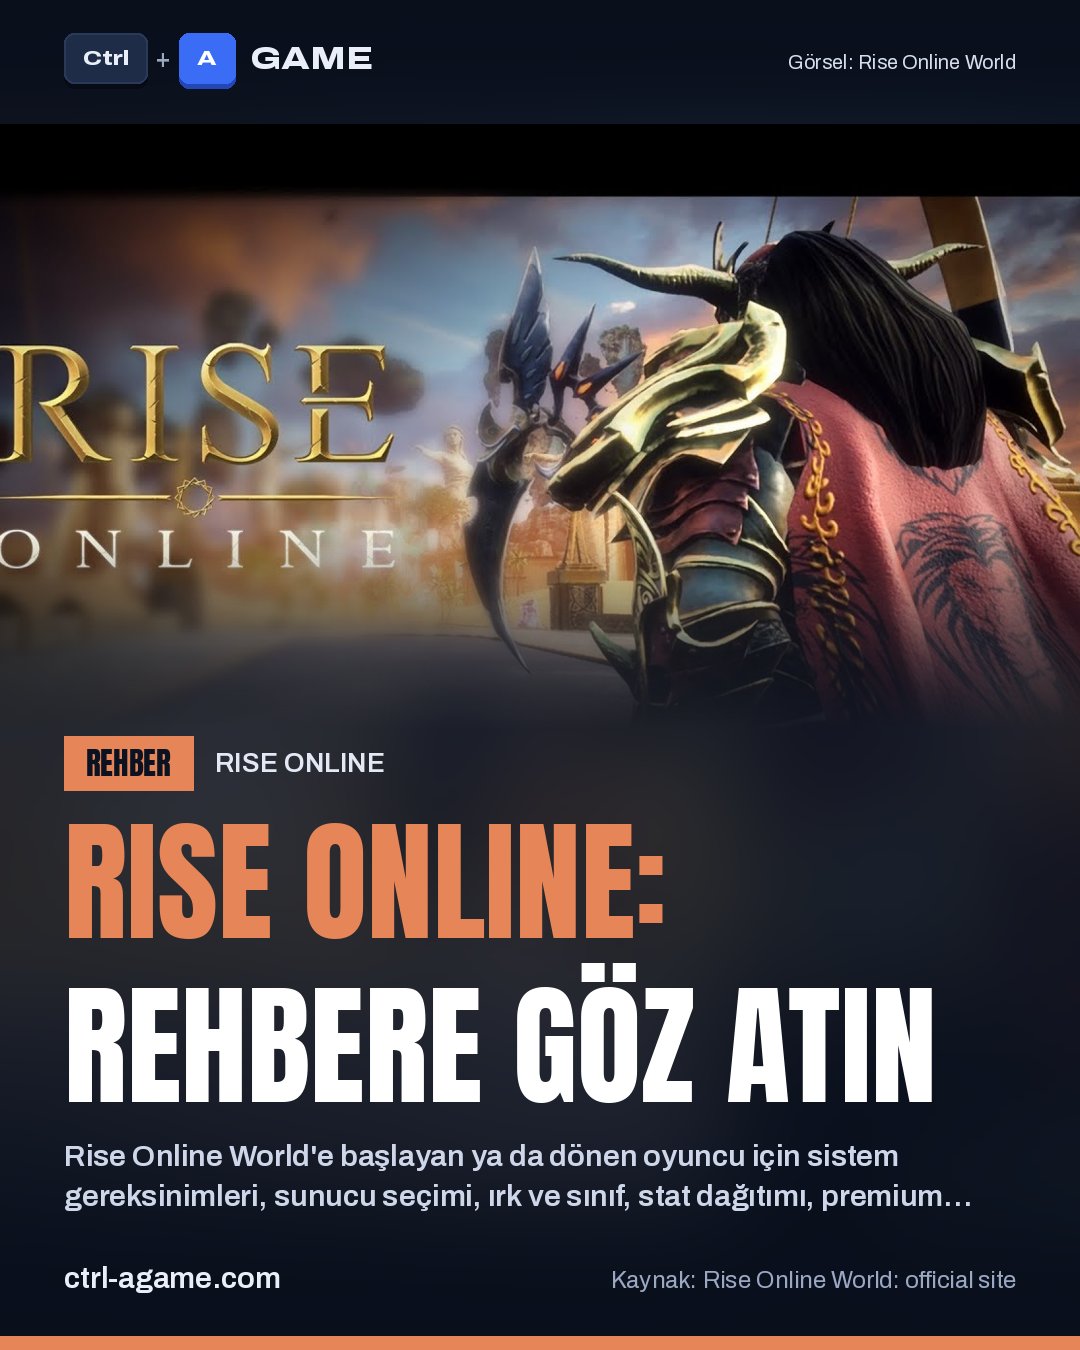 Ctrl + A GAME
Görsel: Rise Online World
RISE
ONLINE
REHBER RISE ONLINE
RISE ONLINE:
REHBERE GÖZ ATIN
Rise Online World'e başlayan ya da dönen oyuncu için sistem
gereksinimleri, sunucu seçimi, ırk ve sınıf, stat dağıtımı, premium...
ctrl-agame.com
Kaynak: Rise Online World: official site